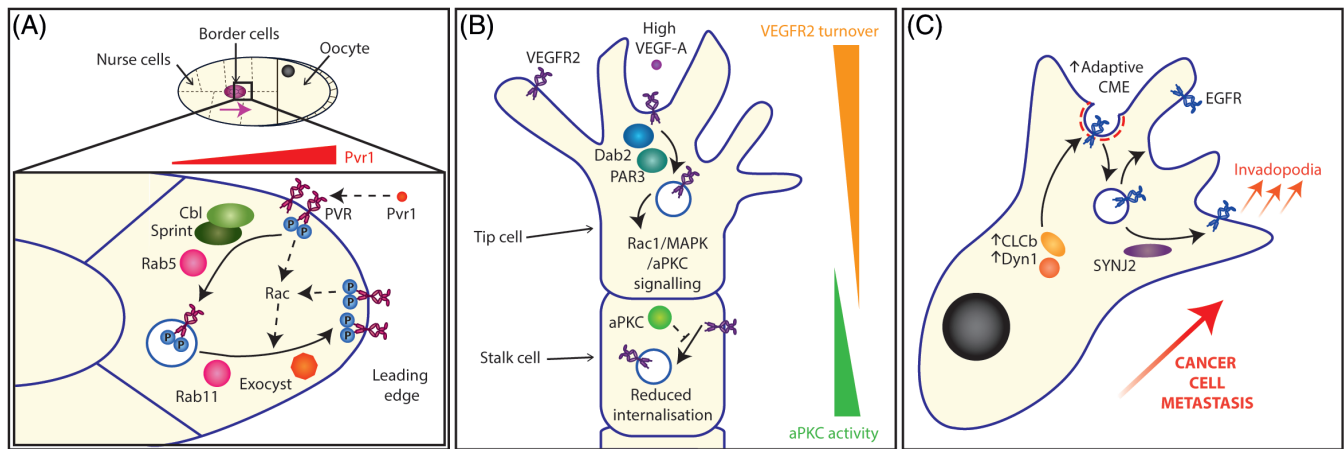 (A)
Border cells
Oocyte
Nurse cells
Pvr1
Cbl
Sprint
Rab5
P
P
PVR
Pvr1
Rac
P
P
P
P
P
P
Rab11
Exocyst
Leading
edge
(B)
High
VEGF-A
VEGFR2
VEGFR2 turnover
Dab2
PAR3
Tip cell
Rac1/MAPK
/aPKC
signalling
aPKC
Stalk cell
Reduced
internalisation
aPKC activity
(C)
↑Adaptive
CME
EGFR
Invadopodia
↑CLCb
↑Dyn1
SYNJ2
CANCER
CELL
METASTASIS